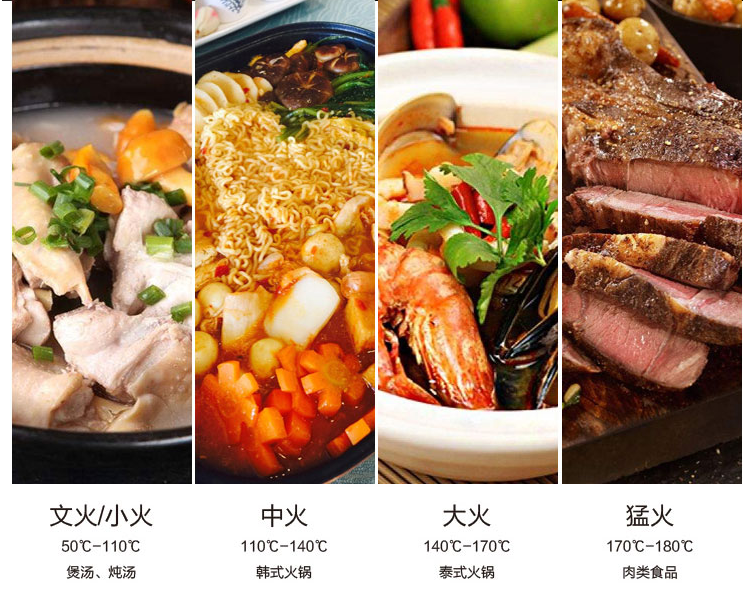 文火/小火
50℃-110℃
煲汤、炖汤
中火
110℃-140℃
韩式火锅
大火
140℃-170℃
泰式火锅
猛火
170℃-180℃
肉类食品